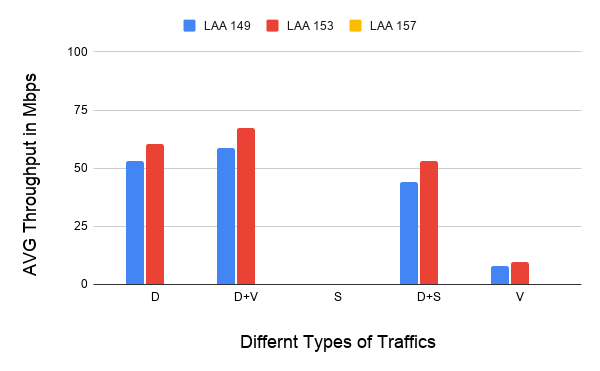 LAA 149 LAA 153 LAA 157
100
75
50
25
0
AVG Throughput in Mbps
D D+V S D+S V
Differnt Types of Traffics